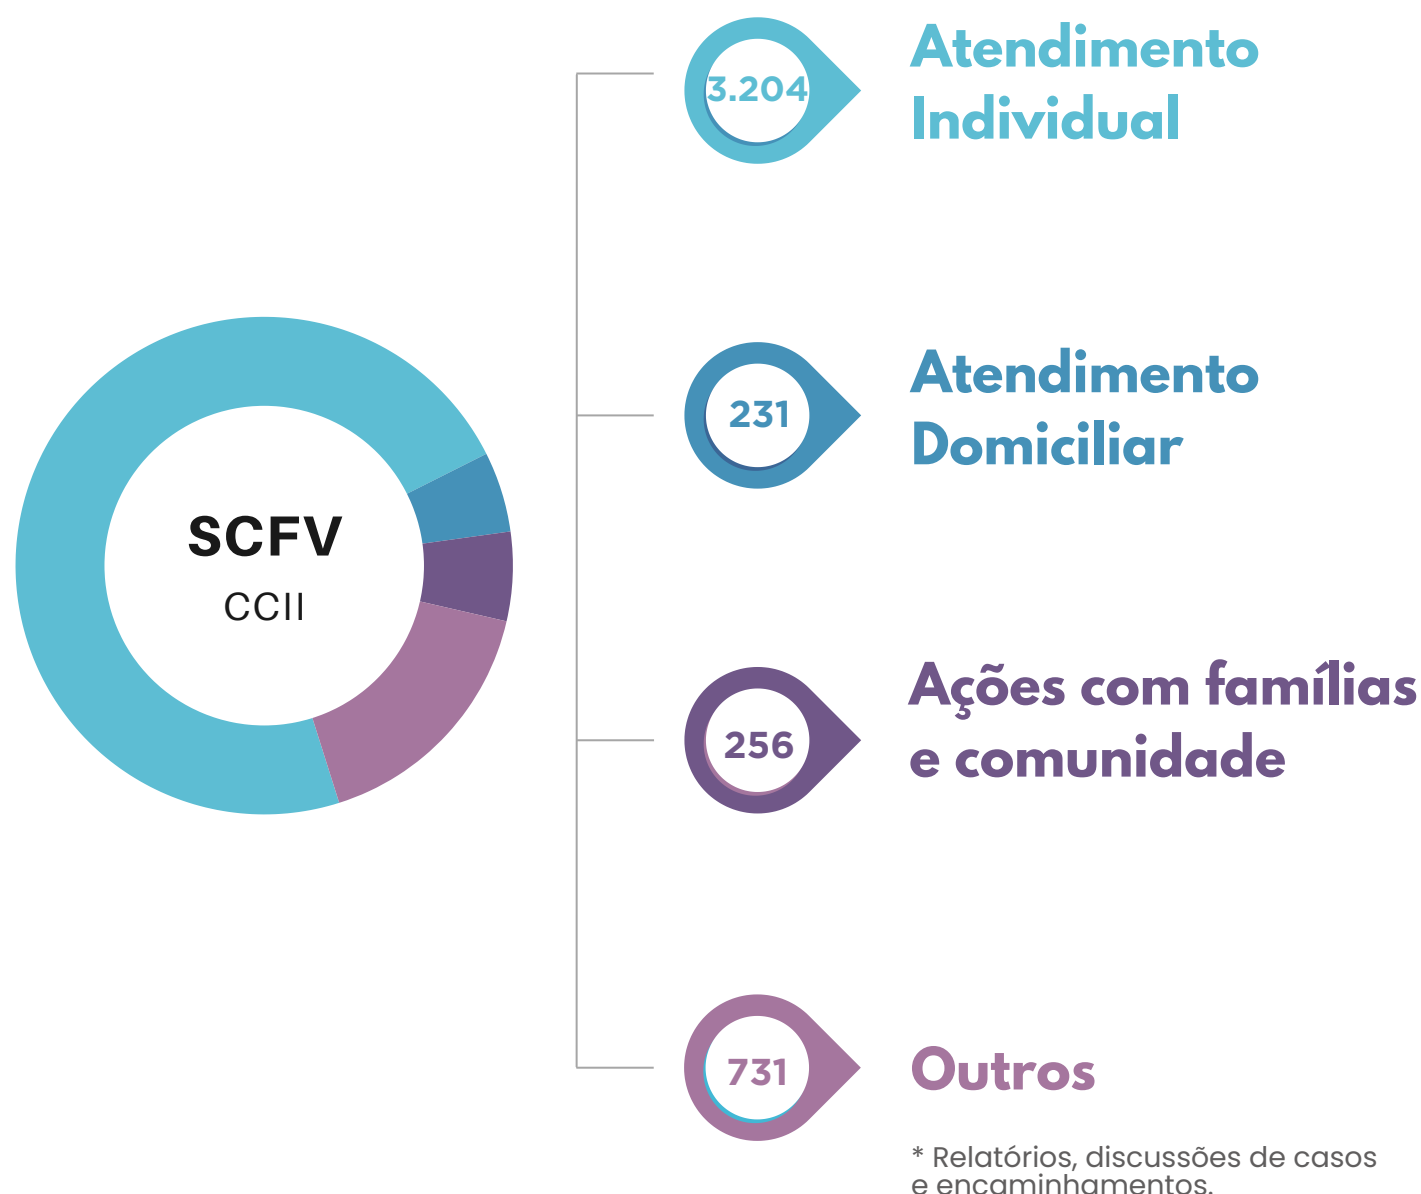 SCFV
CCII
3.204
Atendimento
Individual
231
Atendimento
Domiciliar
256
Ações com famílias
e comunidade
731
Outros
* Relatórios, discussões de casos
e encaminhamentos.